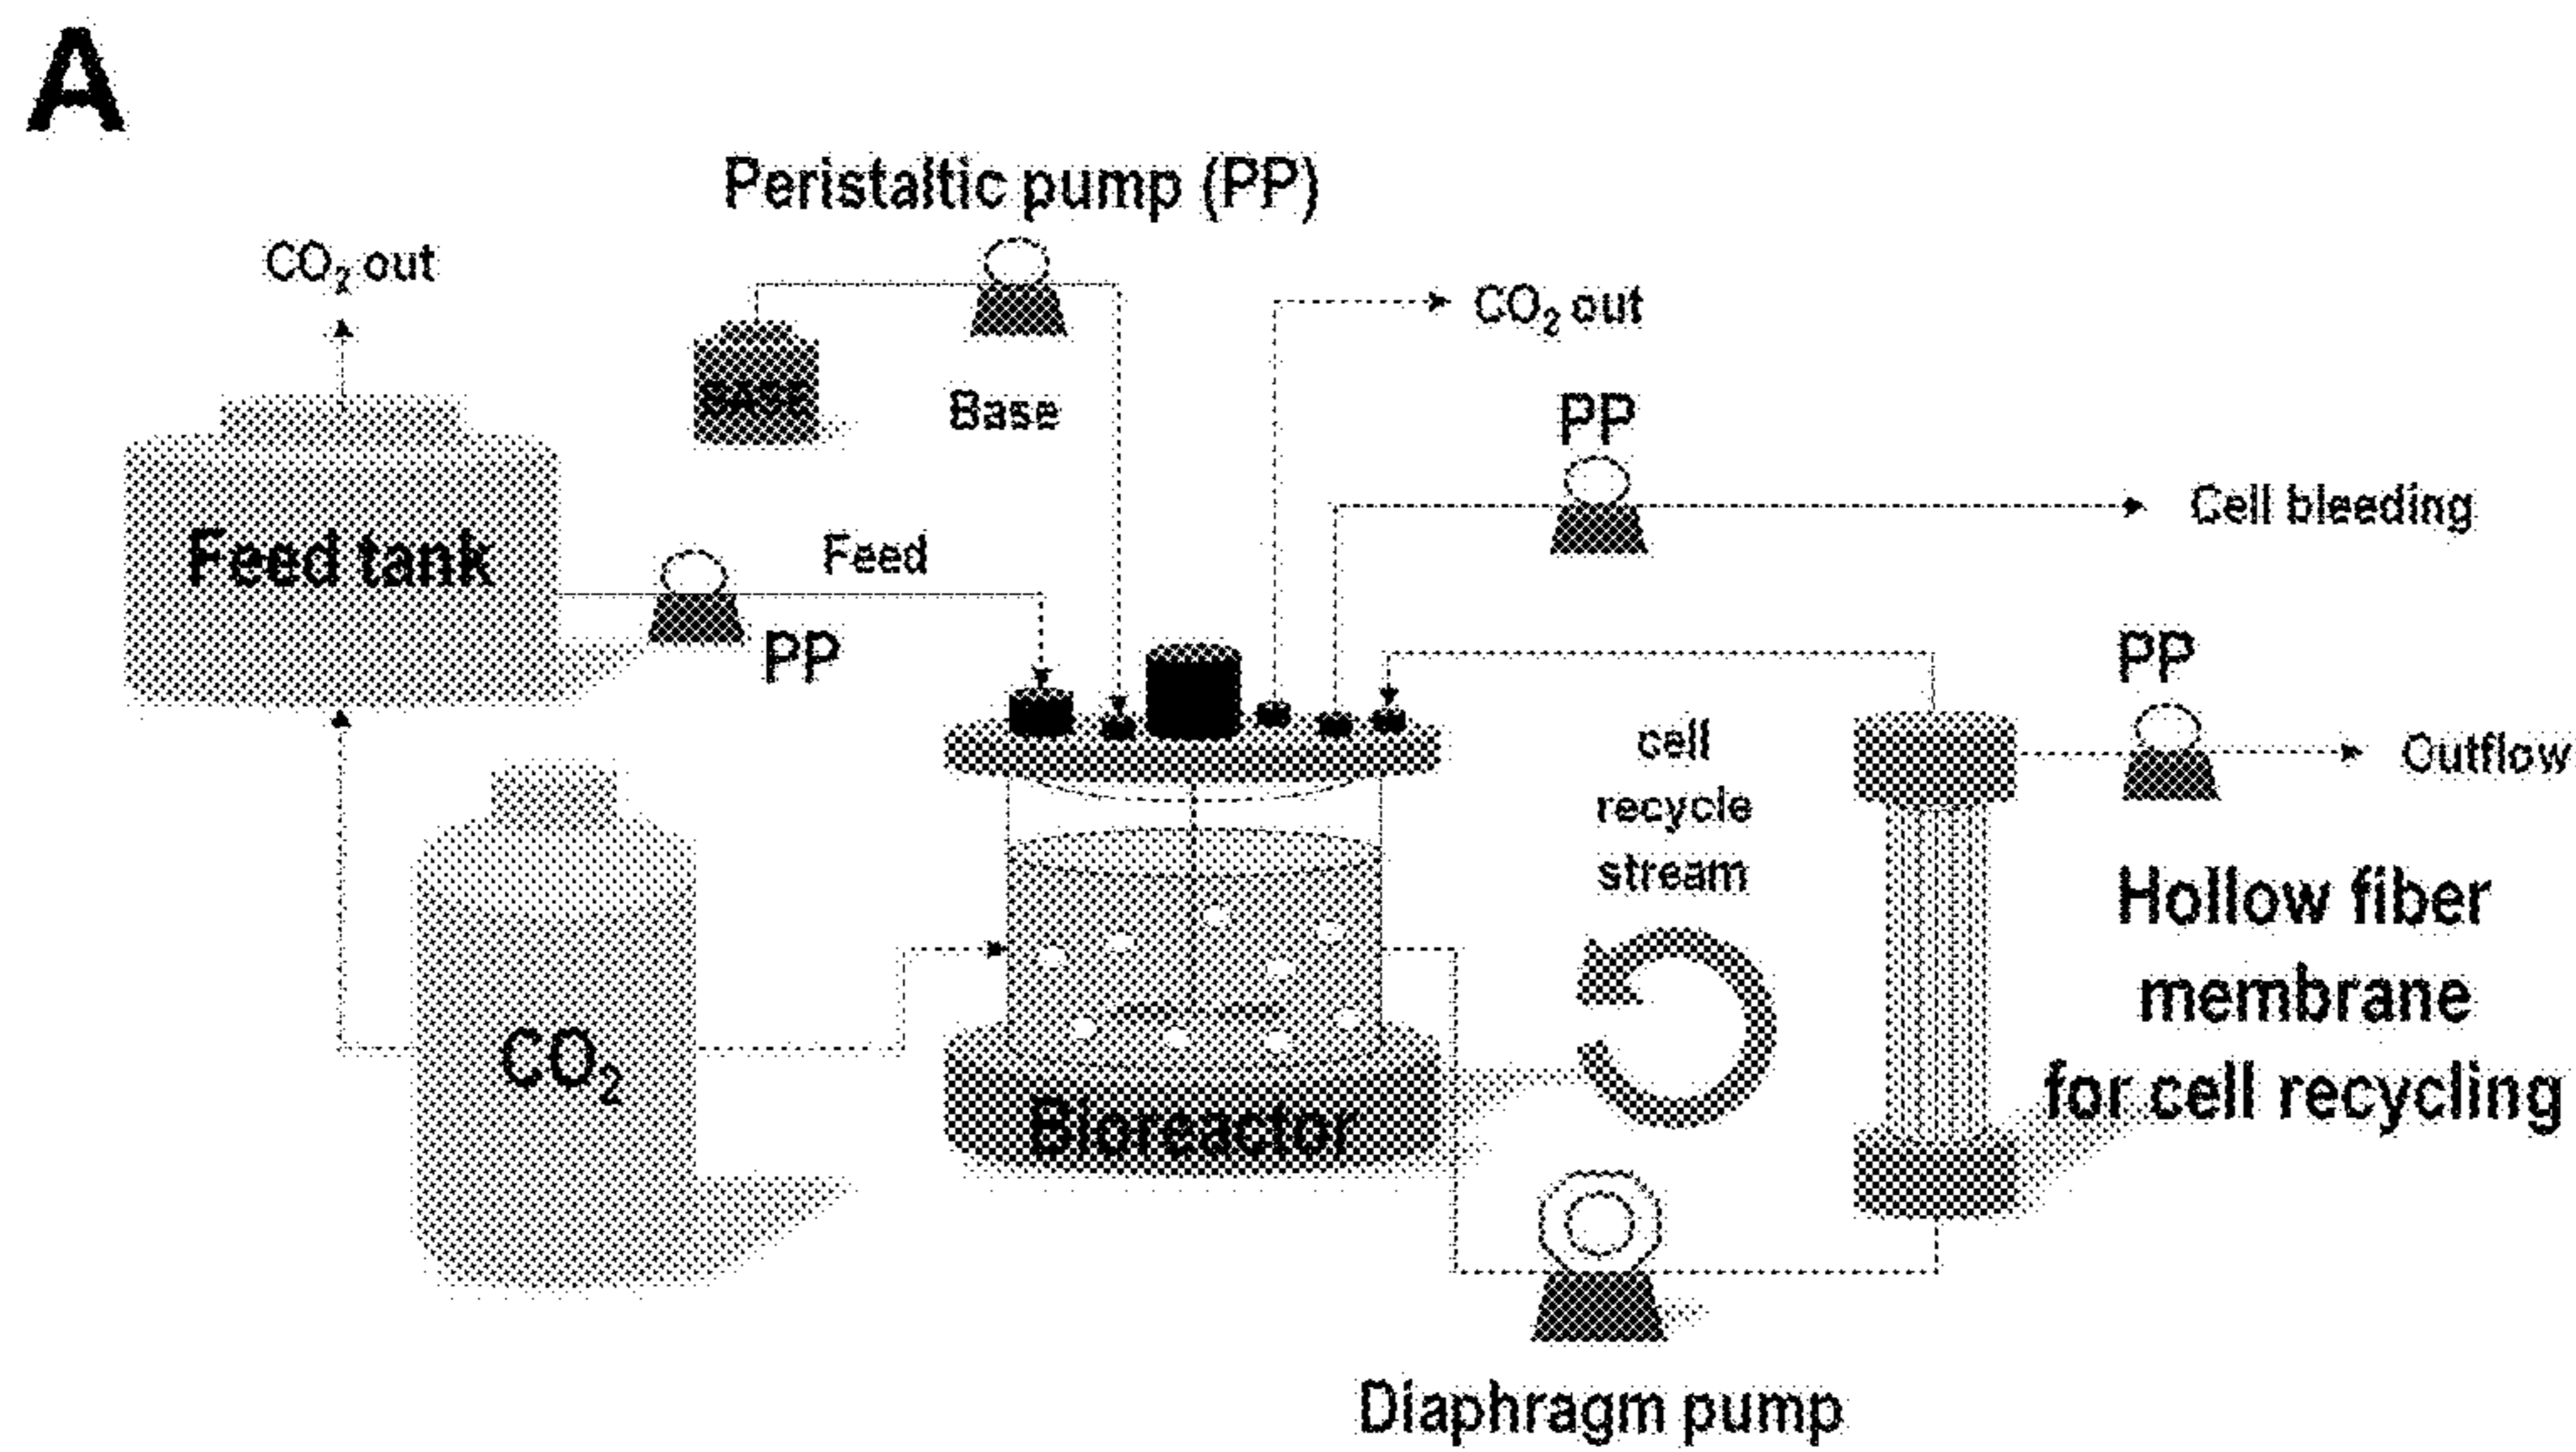 A
Peristaltic pump (PP)
CO2 out
CO2 out
BASE
Base
PP
Cell bleeding
Feed tank
Feed
PP
PP
cell
recycle
stream
Outflow
Hollow fiber
membrane
for cell recycling
CO2
Bioreactor
Diaphragm pump